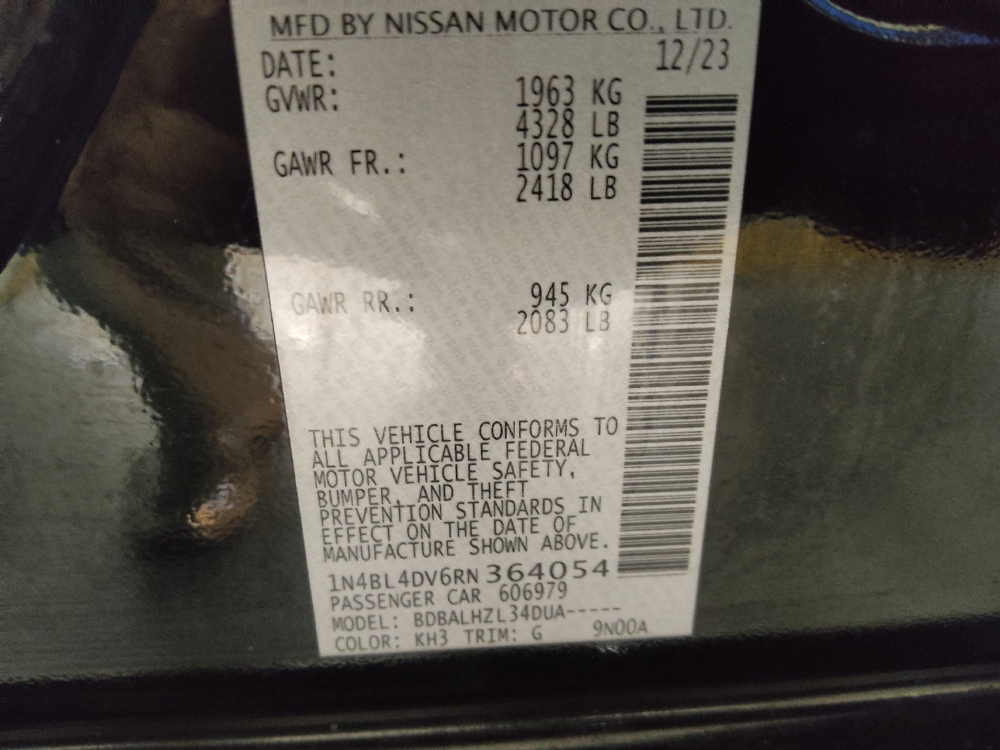 MFD BY NISSAN MOTOR CO., LTD.
DATE: 12/23
GVWR: 1963 KG
4328 LB
GAWR FR.: 1097 KG
2418 LB
GAWR RR.: 945 KG
2083 LB
THIS VEHICLE CONFORMS TO
ALL APPLICABLE FEDERAL
MOTOR VEHICLE SAFETY,
BUMPER, AND THEFT
PREVENTION STANDARDS IN
EFFECT ON THE DATE OF
MANUFACTURE SHOWN ABOVE.
1N4BL4DV6RN364054
PASSENGER CAR 606979
MODEL: BDBALHZL34DUA-----
COLOR: KH3 TRIM: G 9N00A